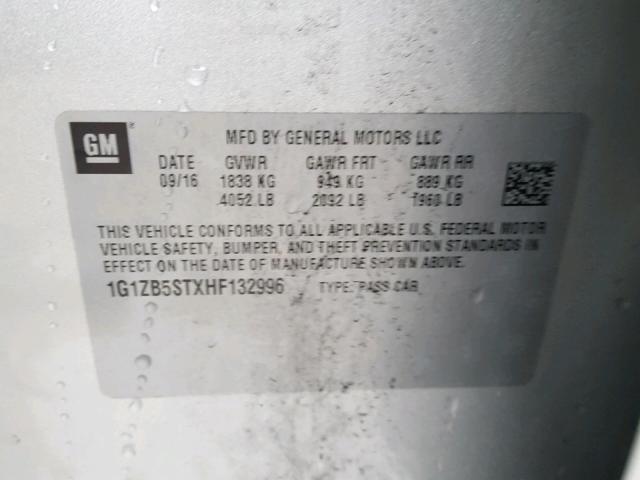 GM
MFD BY GENERAL MOTORS LLC
DATE GVWR GAWR FRT GAWR RR
09/16 1838 KG 949 KG 889 KG
4052 LB 2092 LB 1960 LB
THIS VEHICLE CONFORMS TO ALL APPLICABLE U.S. FEDERAL MOTOR
VEHICLE SAFETY, BUMPER, AND THEFT PREVENTION STANDARDS IN
EFFECT ON THE DATE OF MANUFACTURE SHOWN ABOVE.
1G1ZB5STXHF132996 TYPE: PASS CAR